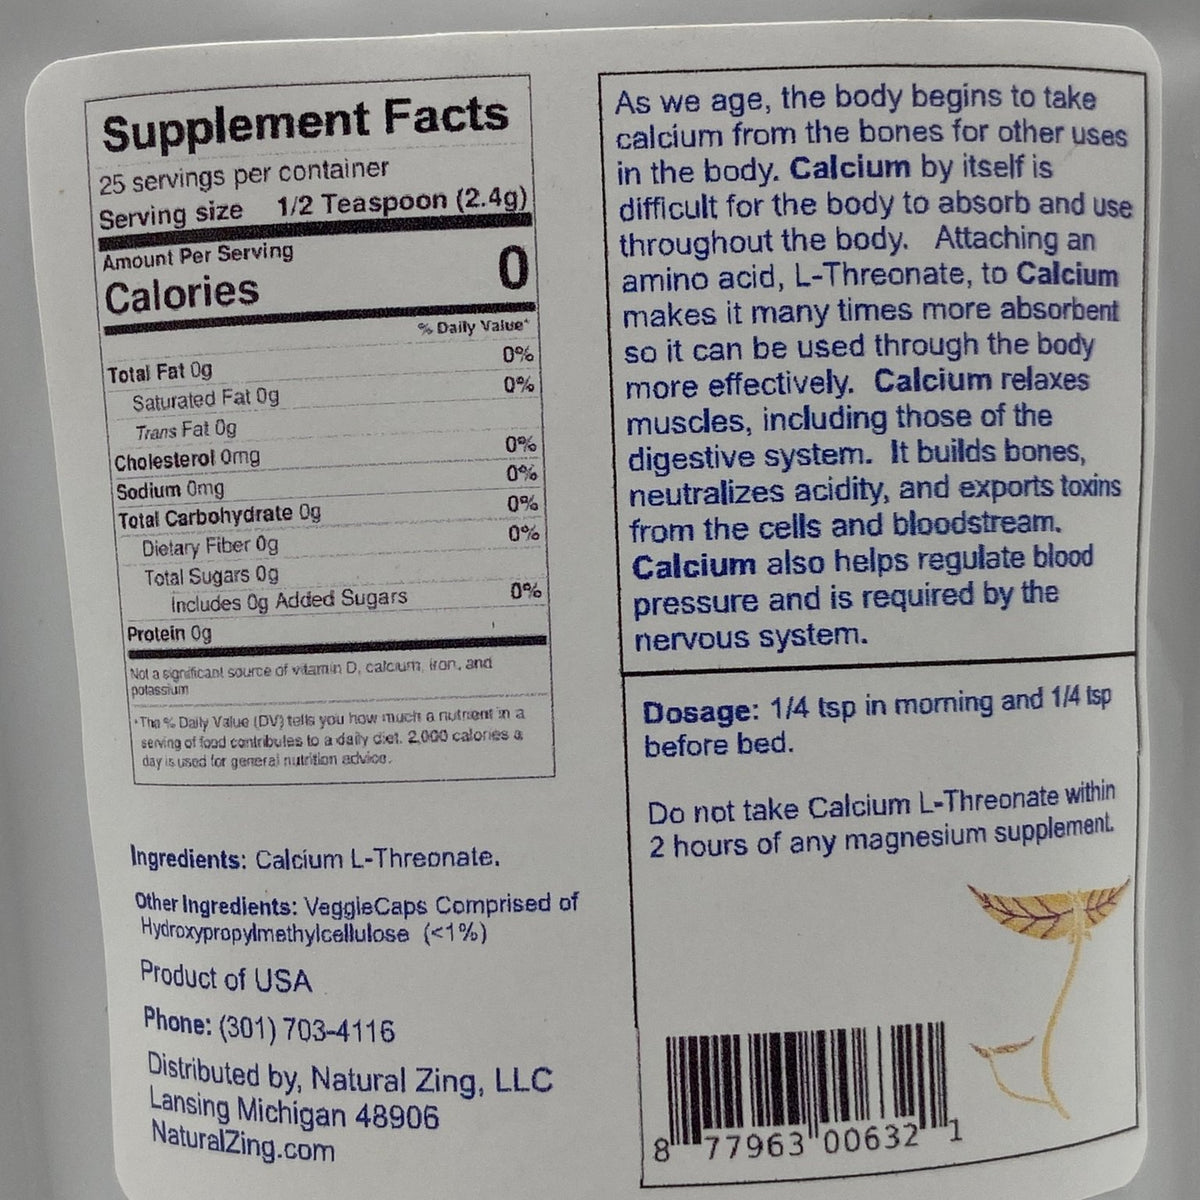 Supplement Facts
25 servings per container
Serving size 1/2 Teaspoon (2.4g)
Amount Per Serving
Calories 0
% Daily Value*
Total Fat 0g 0%
Saturated Fat 0g 0%
Trans Fat 0g
Cholesterol 0mg 0%
Sodium 0mg 0%
Total Carbohydrate 0g 0%
Dietary Fiber 0g 0%
Total Sugars 0g
Includes 0g Added Sugars 0%
Protein 0g
Not a significant source of vitamin D, calcium, iron, and
potassium
*The % Daily Value (DV) tells you how much a nutrient in a
serving of food contributes to a daily diet. 2,000 calories a
day is used for general nutrition advice.
Ingredients: Calcium L-Threonate.
Other Ingredients: VeggieCaps Comprised of
Hydroxypropylmethylcellulose (<1%)
Product of USA
Phone: (301) 703-4116
Distributed by, Natural Zing, LLC
Lansing Michigan 48906
NaturalZing.com
As we age, the body begins to take
calcium from the bones for other uses
in the body. Calcium by itself is
difficult for the body to absorb and use
throughout the body. Attaching an
amino acid, L-Threonate, to Calcium
makes it many times more absorbent
so it can be used through the body
more effectively. Calcium relaxes
muscles, including those of the
digestive system. It builds bones,
neutralizes acidity, and exports toxins
from the cells and bloodstream.
Calcium also helps regulate blood
pressure and is required by the
nervous system.
Dosage: 1/4 tsp in morning and 1/4 tsp
before bed.
Do not take Calcium L-Threonate within
2 hours of any magnesium supplement.
8 77963 00632 1